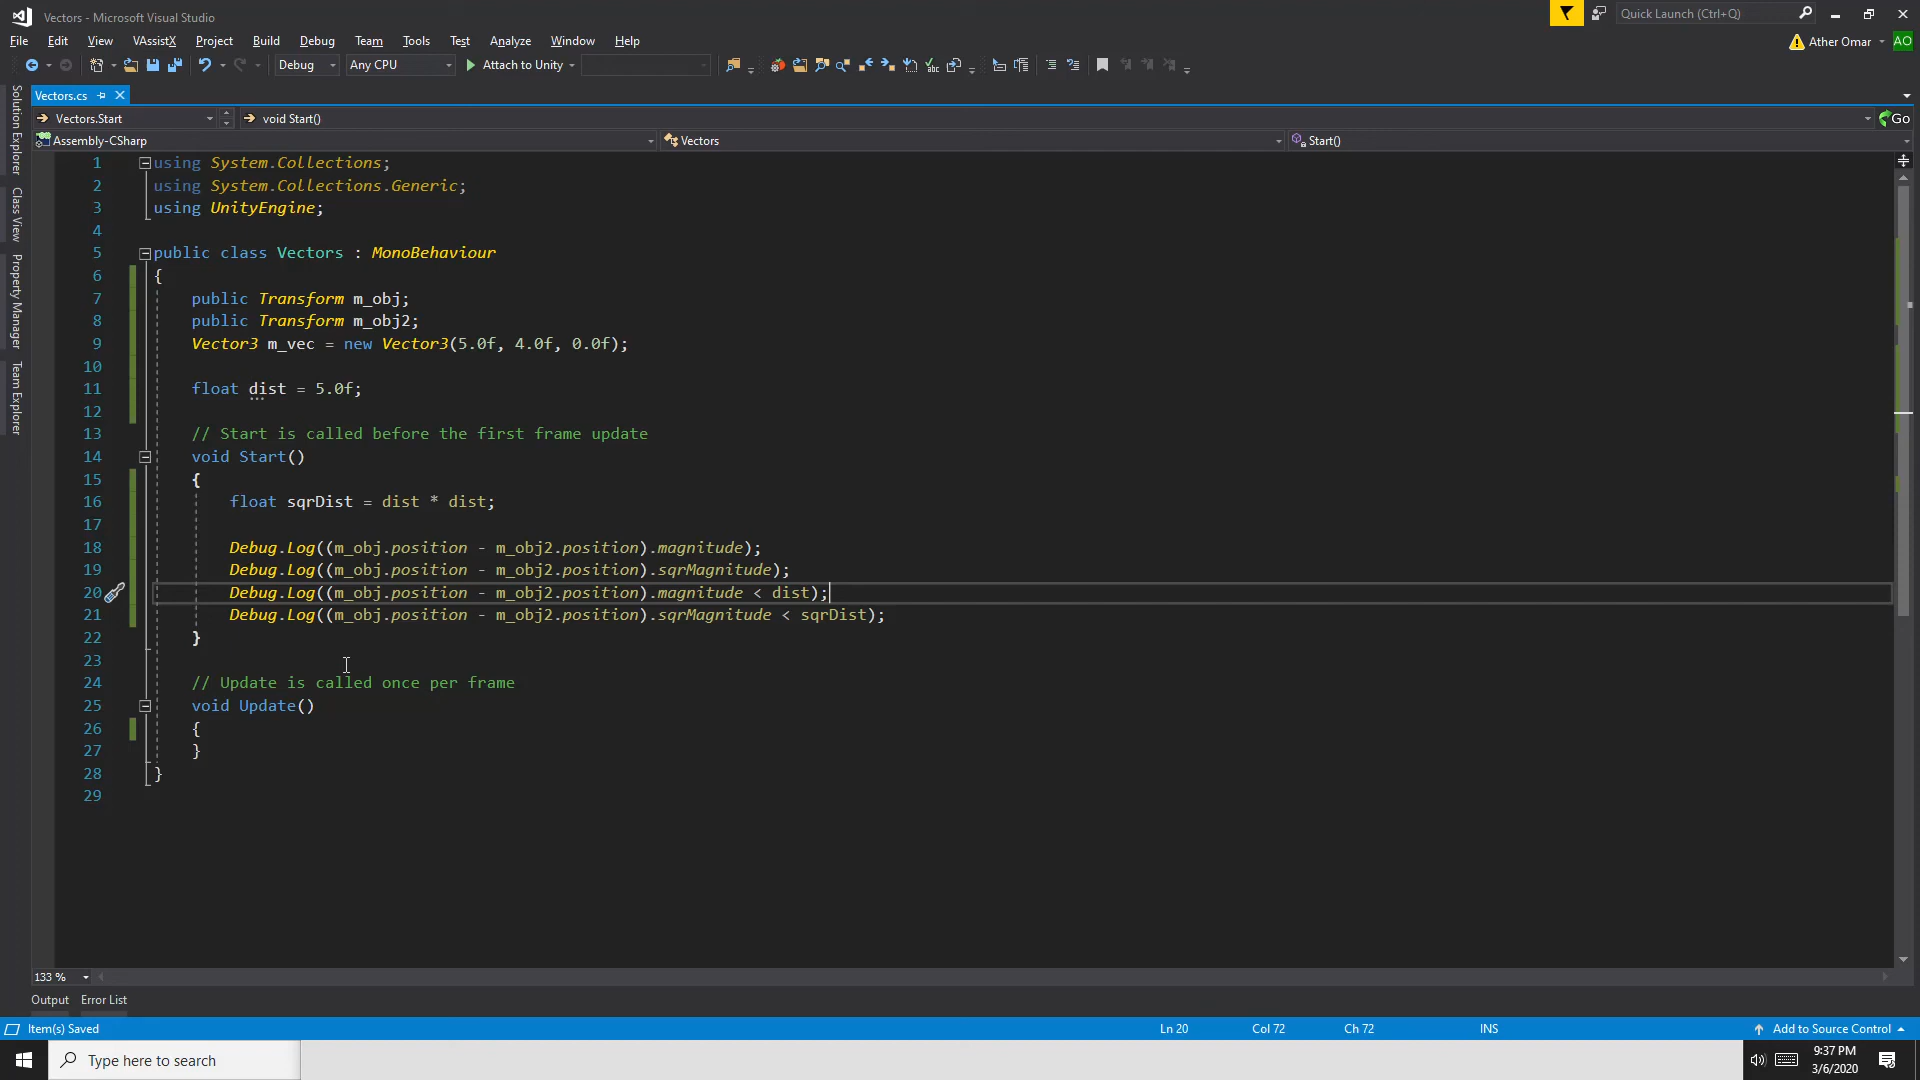 Vectors - Microsoft Visual Studio
Quick Launch (Ctrl+Q)
File Edit View VAssistX Project Build Debug Team Tools Test Analyze Window Help
Ather Omar AO
Debug Any CPU Attach to Unity
Vectors.cs
Vectors.Start void Start() Go
Assembly-CSharp Vectors Start()
Solution Explorer
Class View
Property Manager
Team Explorer
1 using System.Collections;
2 using System.Collections.Generic;
3 using UnityEngine;
4
5 public class Vectors : MonoBehaviour
6 {
7 public Transform m_obj;
8 public Transform m_obj2;
9 Vector3 m_vec = new Vector3(5.0f, 4.0f, 0.0f);
10
11 float dist = 5.0f;
12
13 // Start is called before the first frame update
14 void Start()
15 {
16 float sqrDist = dist * dist;
17
18 Debug.Log((m_obj.position - m_obj2.position).magnitude);
19 Debug.Log((m_obj.position - m_obj2.position).sqrMagnitude);
20 Debug.Log((m_obj.position - m_obj2.position).magnitude < dist);
21 Debug.Log((m_obj.position - m_obj2.position).sqrMagnitude < sqrDist);
22 }
23
24 // Update is called once per frame
25 void Update()
26 {
27 }
28 }
29
133 %
Output Error List
Item(s) Saved Ln 20 Col 72 Ch 72 INS Add to Source Control
Type here to search
9:37 PM
3/6/2020